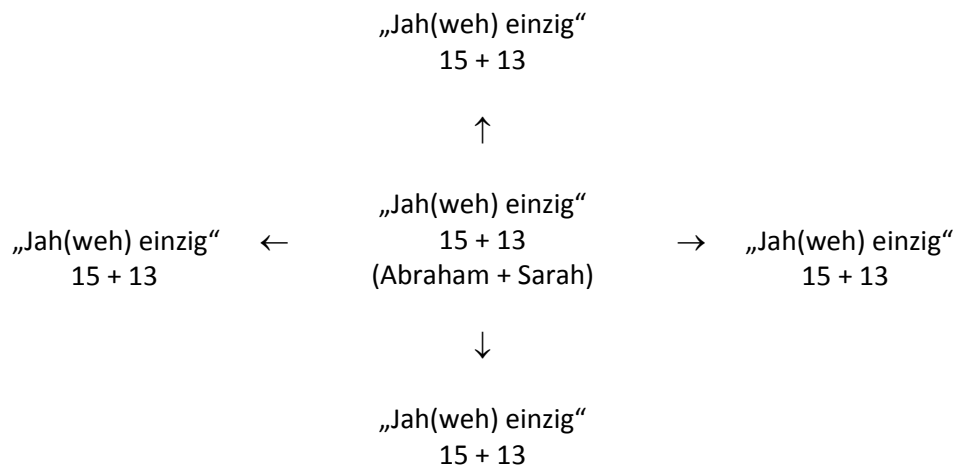 „Jah(weh) einzig“
15 + 13
↑
„Jah(weh) einzig“
„Jah(weh) einzig“ ← 15 + 13 → „Jah(weh) einzig“
15 + 13 (Abraham + Sarah) 15 + 13
↓
„Jah(weh) einzig“
15 + 13